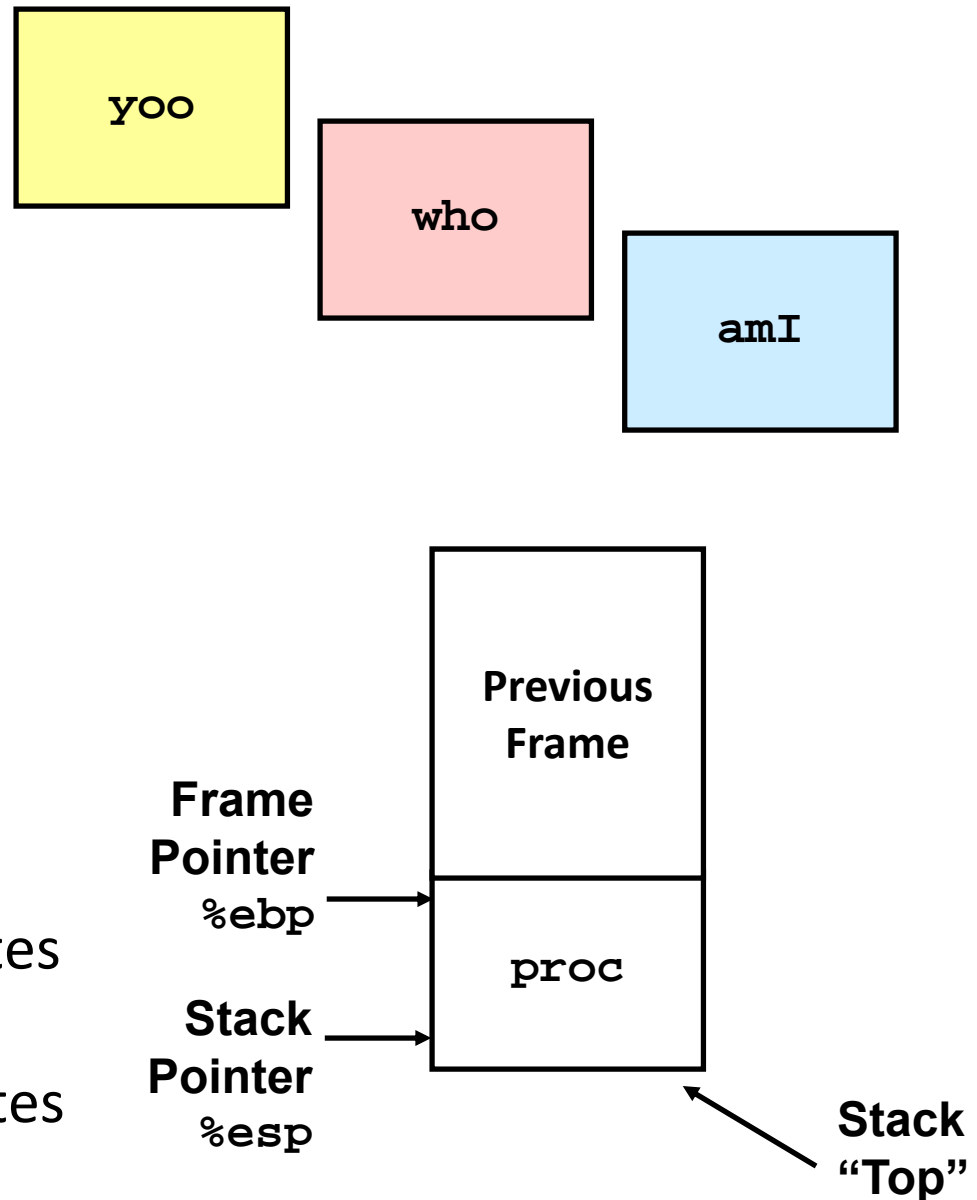 yoo
who
amI
Previous
Frame
Frame
Pointer
%ebp
proc
Stack
Pointer
%esp
Stack
“Top”